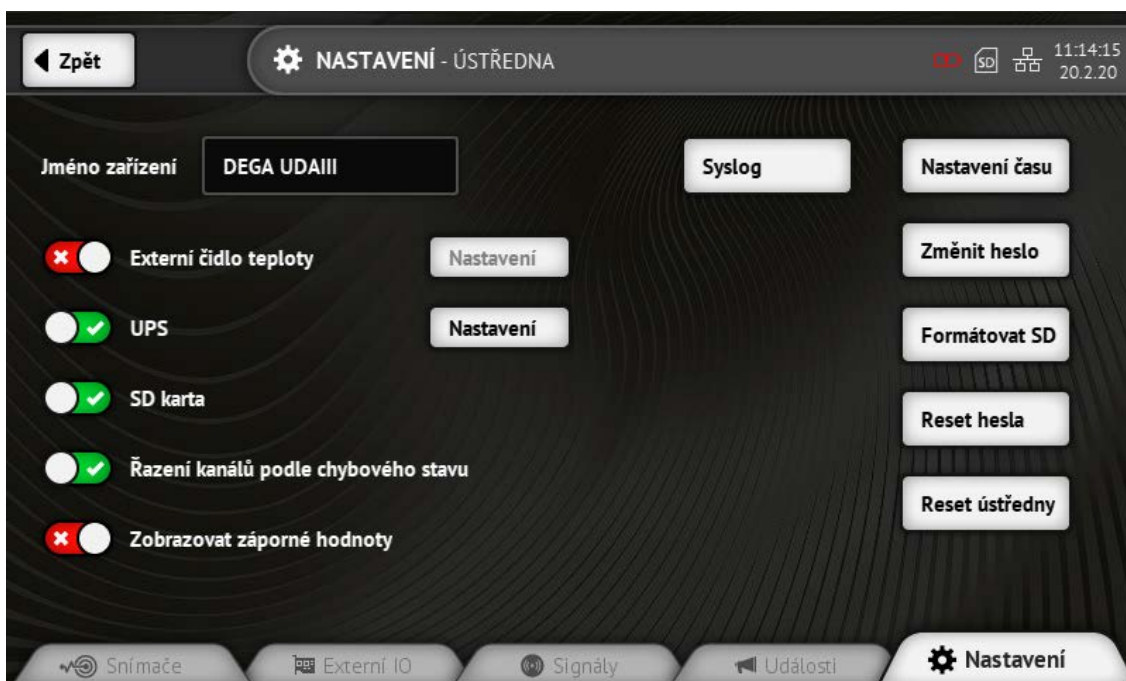 Zpět
NASTAVENÍ - ÚSTŘEDNA
SD
11:14:15
20.2.20
Jméno zařízení
DEGA UDAIII
Syslog
Nastavení času
Externí čidlo teploty
Nastavení
Změnit heslo
UPS
Nastavení
Formátovat SD
SD karta
Reset hesla
Řazení kanálů podle chybového stavu
Reset ústředny
Zobrazovat záporné hodnoty
Snímače
Externí IO
Signály
Události
Nastavení